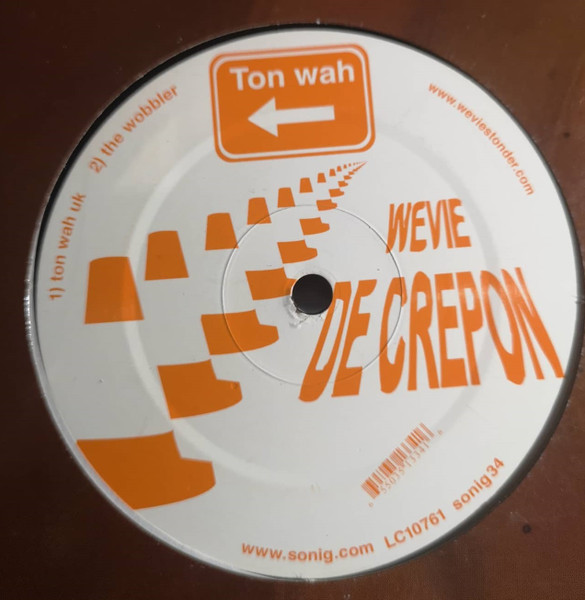 Ton wah
1) ton wah uk 2) the wobbler
www.weviestonder.com
WEVIE
DE CREPON
www.sonig.com LC10761 sonig34